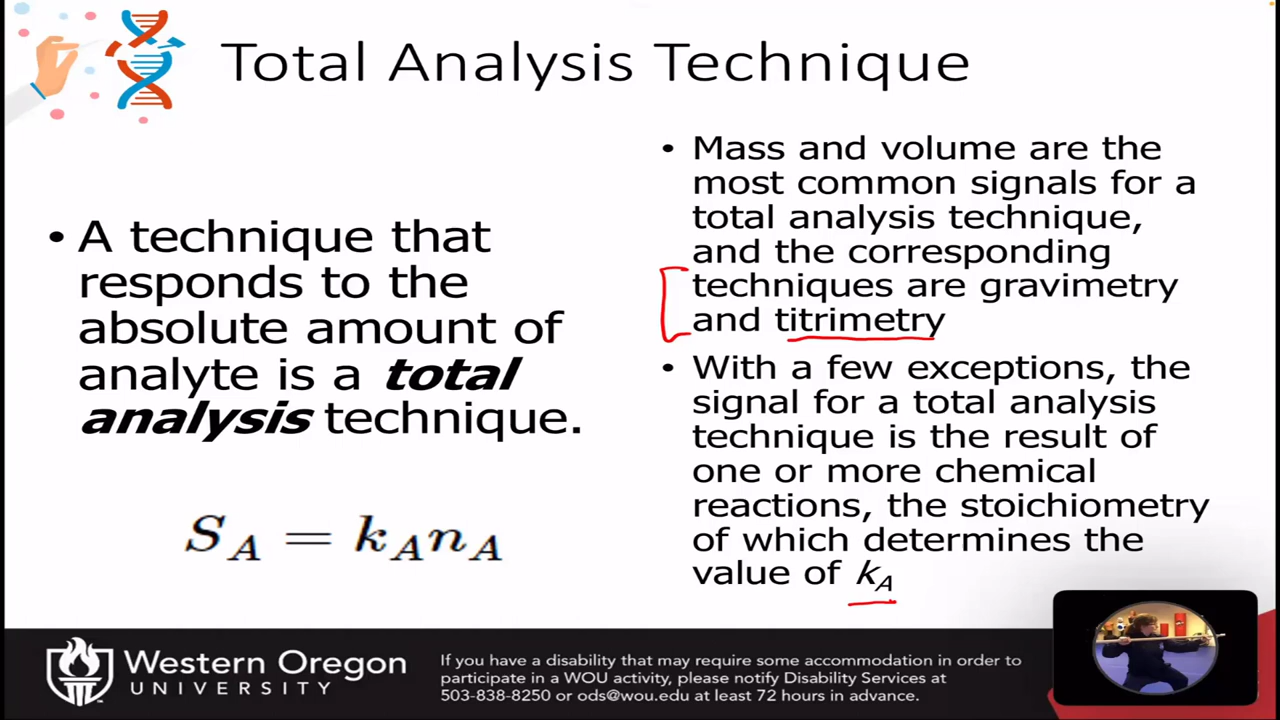 Total Analysis Technique
• A technique that
responds to the
absolute amount of
analyte is a total
analysis technique.
S_A = k_A n_A
• Mass and volume are the
most common signals for a
total analysis technique,
and the corresponding
techniques are gravimetry
and titrimetry
• With a few exceptions, the
signal for a total analysis
technique is the result of
one or more chemical
reactions, the stoichiometry
of which determines the
value of k_A
Western Oregon
UNIVERSITY
If you have a disability that may require some accommodation in order to
participate in a WOU activity, please notify Disability Services at
503-838-8250 or ods@wou.edu at least 72 hours in advance.